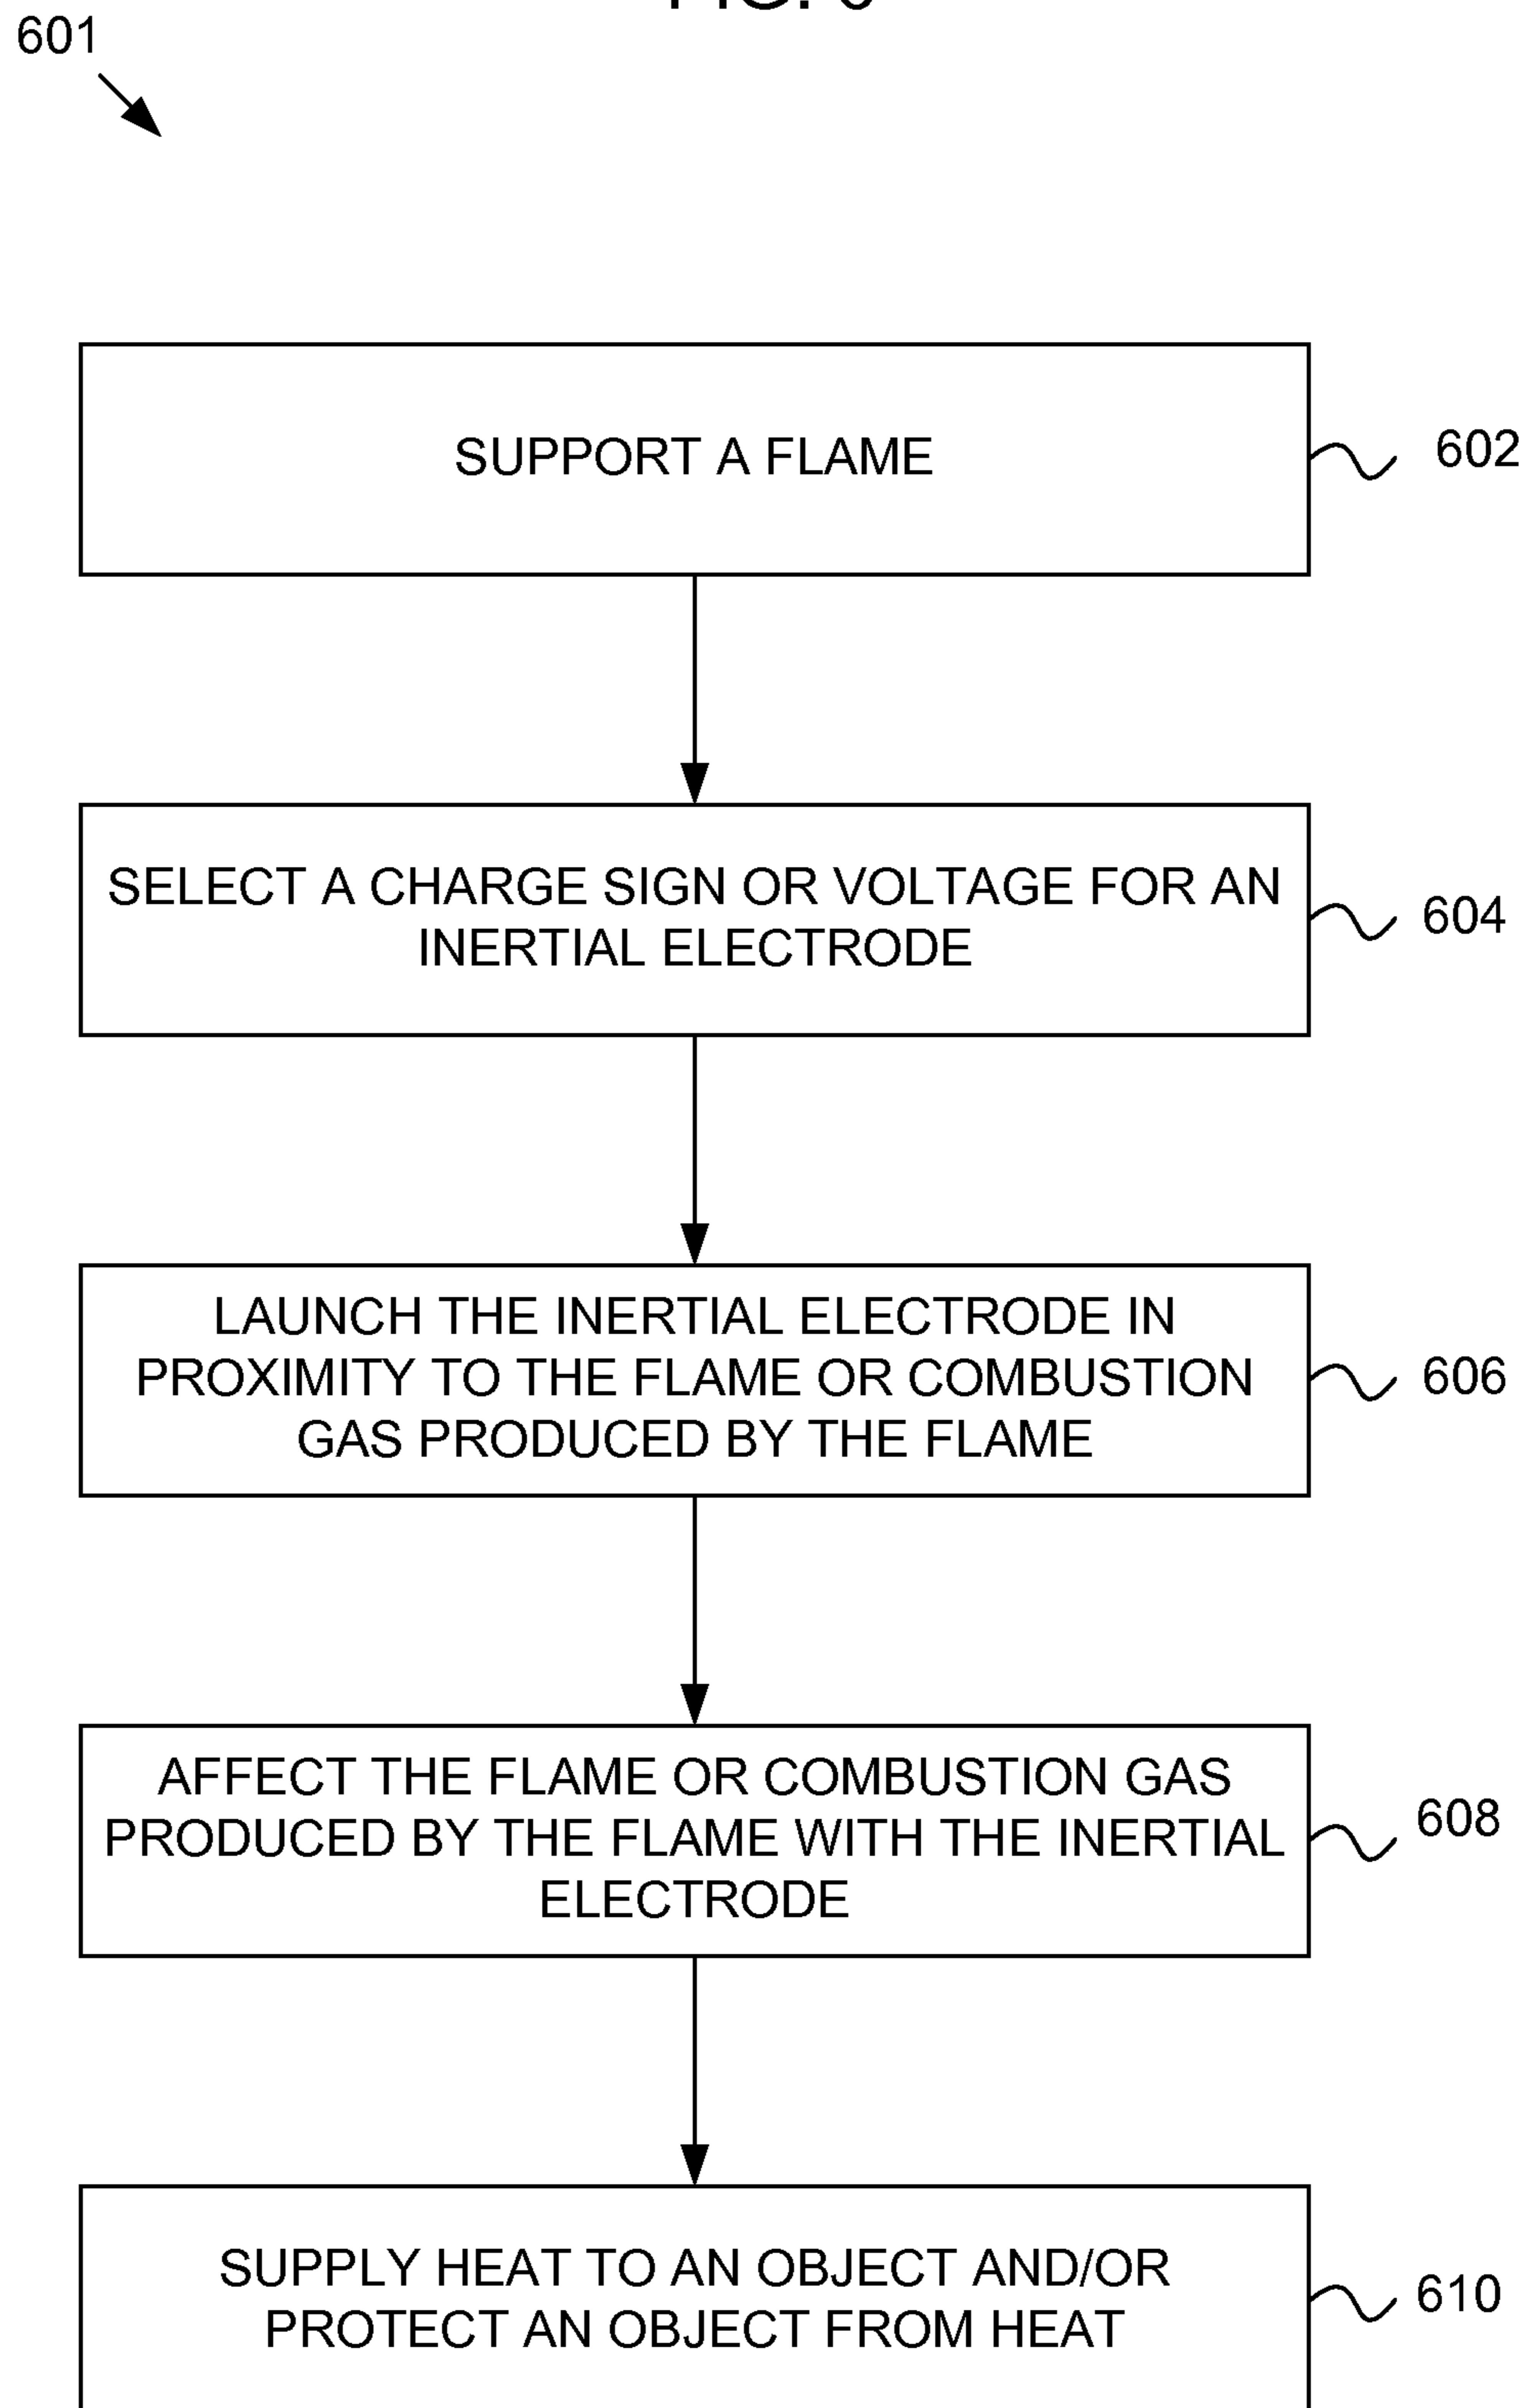 FIG. 6
601
SUPPORT A FLAME
602
SELECT A CHARGE SIGN OR VOLTAGE FOR AN
INERTIAL ELECTRODE
604
LAUNCH THE INERTIAL ELECTRODE IN
PROXIMITY TO THE FLAME OR COMBUSTION
GAS PRODUCED BY THE FLAME
606
AFFECT THE FLAME OR COMBUSTION GAS
PRODUCED BY THE FLAME WITH THE INERTIAL
ELECTRODE
608
SUPPLY HEAT TO AN OBJECT AND/OR
PROTECT AN OBJECT FROM HEAT
610